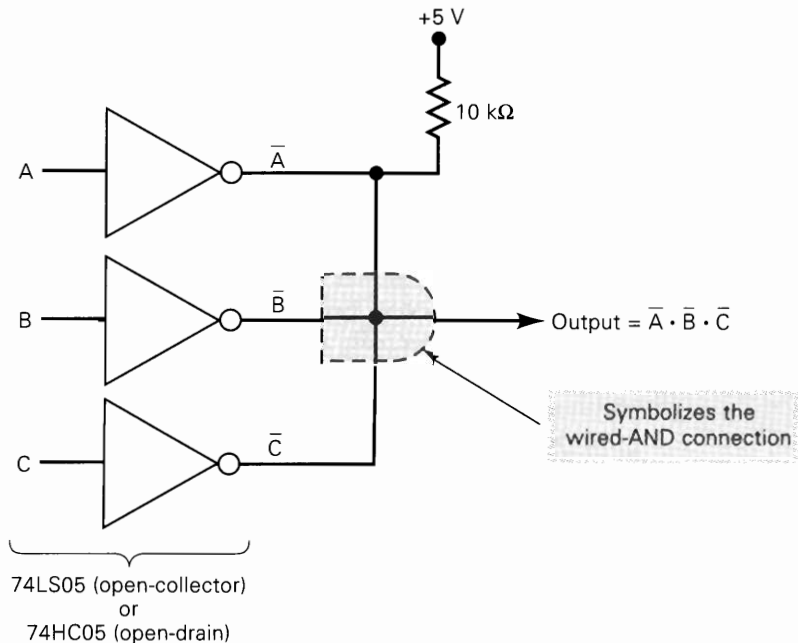 +5 V
10 kΩ
A
A̅
B
B̅
Output = A̅ · B̅ · C̅
Symbolizes the
wired-AND connection
C
C̅
74LS05 (open-collector)
or
74HC05 (open-drain)